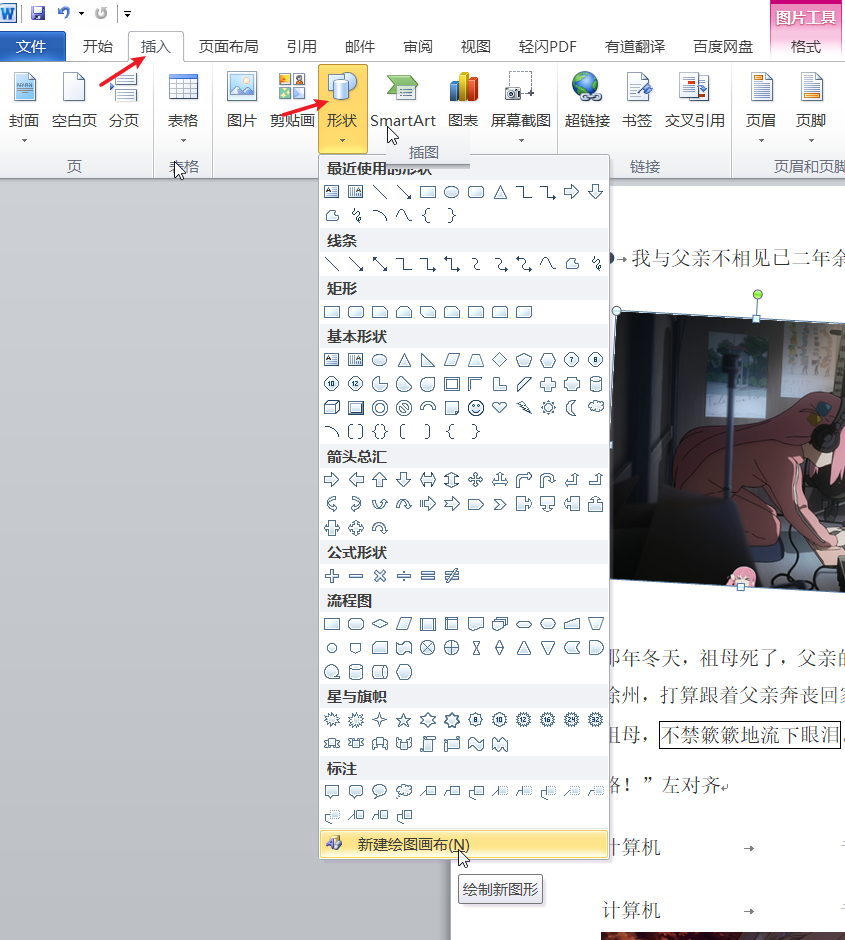 W
图片工具
文件 开始 插入 页面布局 引用 邮件 审阅 视图 轻闪PDF 有道翻译 百度网盘 格式
封面 空白页 分页 表格 图片 剪贴画 形状 SmartArt 图表 屏幕截图 超链接 书签 交叉引用 页眉 页脚
页 表格 插图 链接 页眉和页脚
最近使用的形状
线条
矩形
基本形状
箭头总汇
公式形状
流程图
星与旗帜
标注
新建绘图画布(N)
绘制新图形
我与父亲不相见已二年余
那年冬天，祖母死了，父亲的
徐州，打算跟着父亲奔丧回家
祖母，不禁簌簌地流下眼泪
路！”左对齐
计算机
计算机